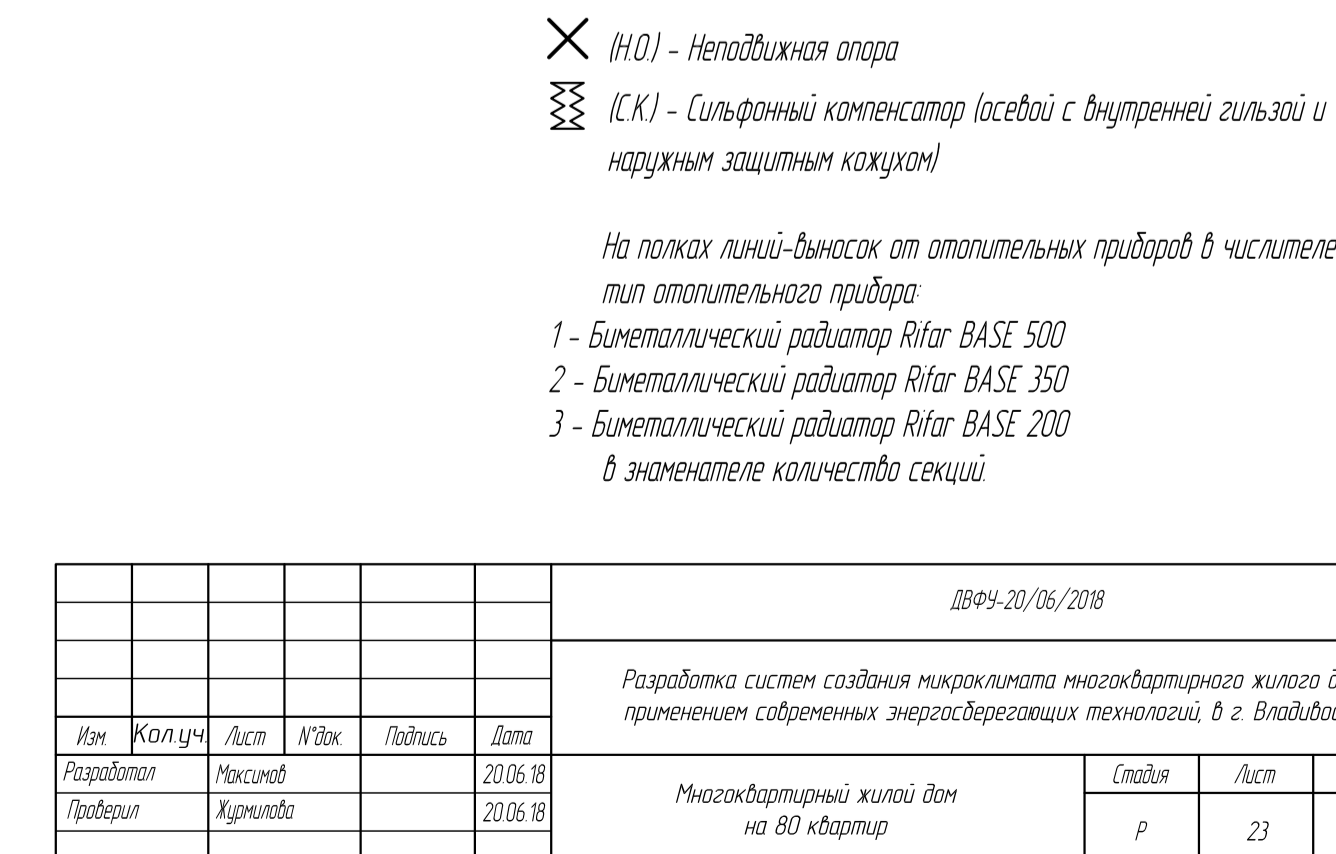 (Н.О.) - Неподвижная опора
(С.К.) - Сильфонный компенсатор (осевой с внутренней гильзой и
наружным защитным кожухом)
На полках линий-выносок от отопительных приборов в числителе
тип отопительного прибора:
1 - Биметаллический радиатор Rifar BASE 500
2 - Биметаллический радиатор Rifar BASE 350
3 - Биметаллический радиатор Rifar BASE 200
в знаменателе количество секций.
ДВФУ-20/06/2018
Разработка систем создания микроклимата многоквартирного жилого
применением современных энергосберегающих технологий, в г.
Изм. Кол.уч. Лист №док. Подпись Дата
Разработал Максимов 20.06.18
Проверил Журмилова 20.06.18
Многоквартирный жилой дом
на 80 квартир
Стадия Лист
Р 23